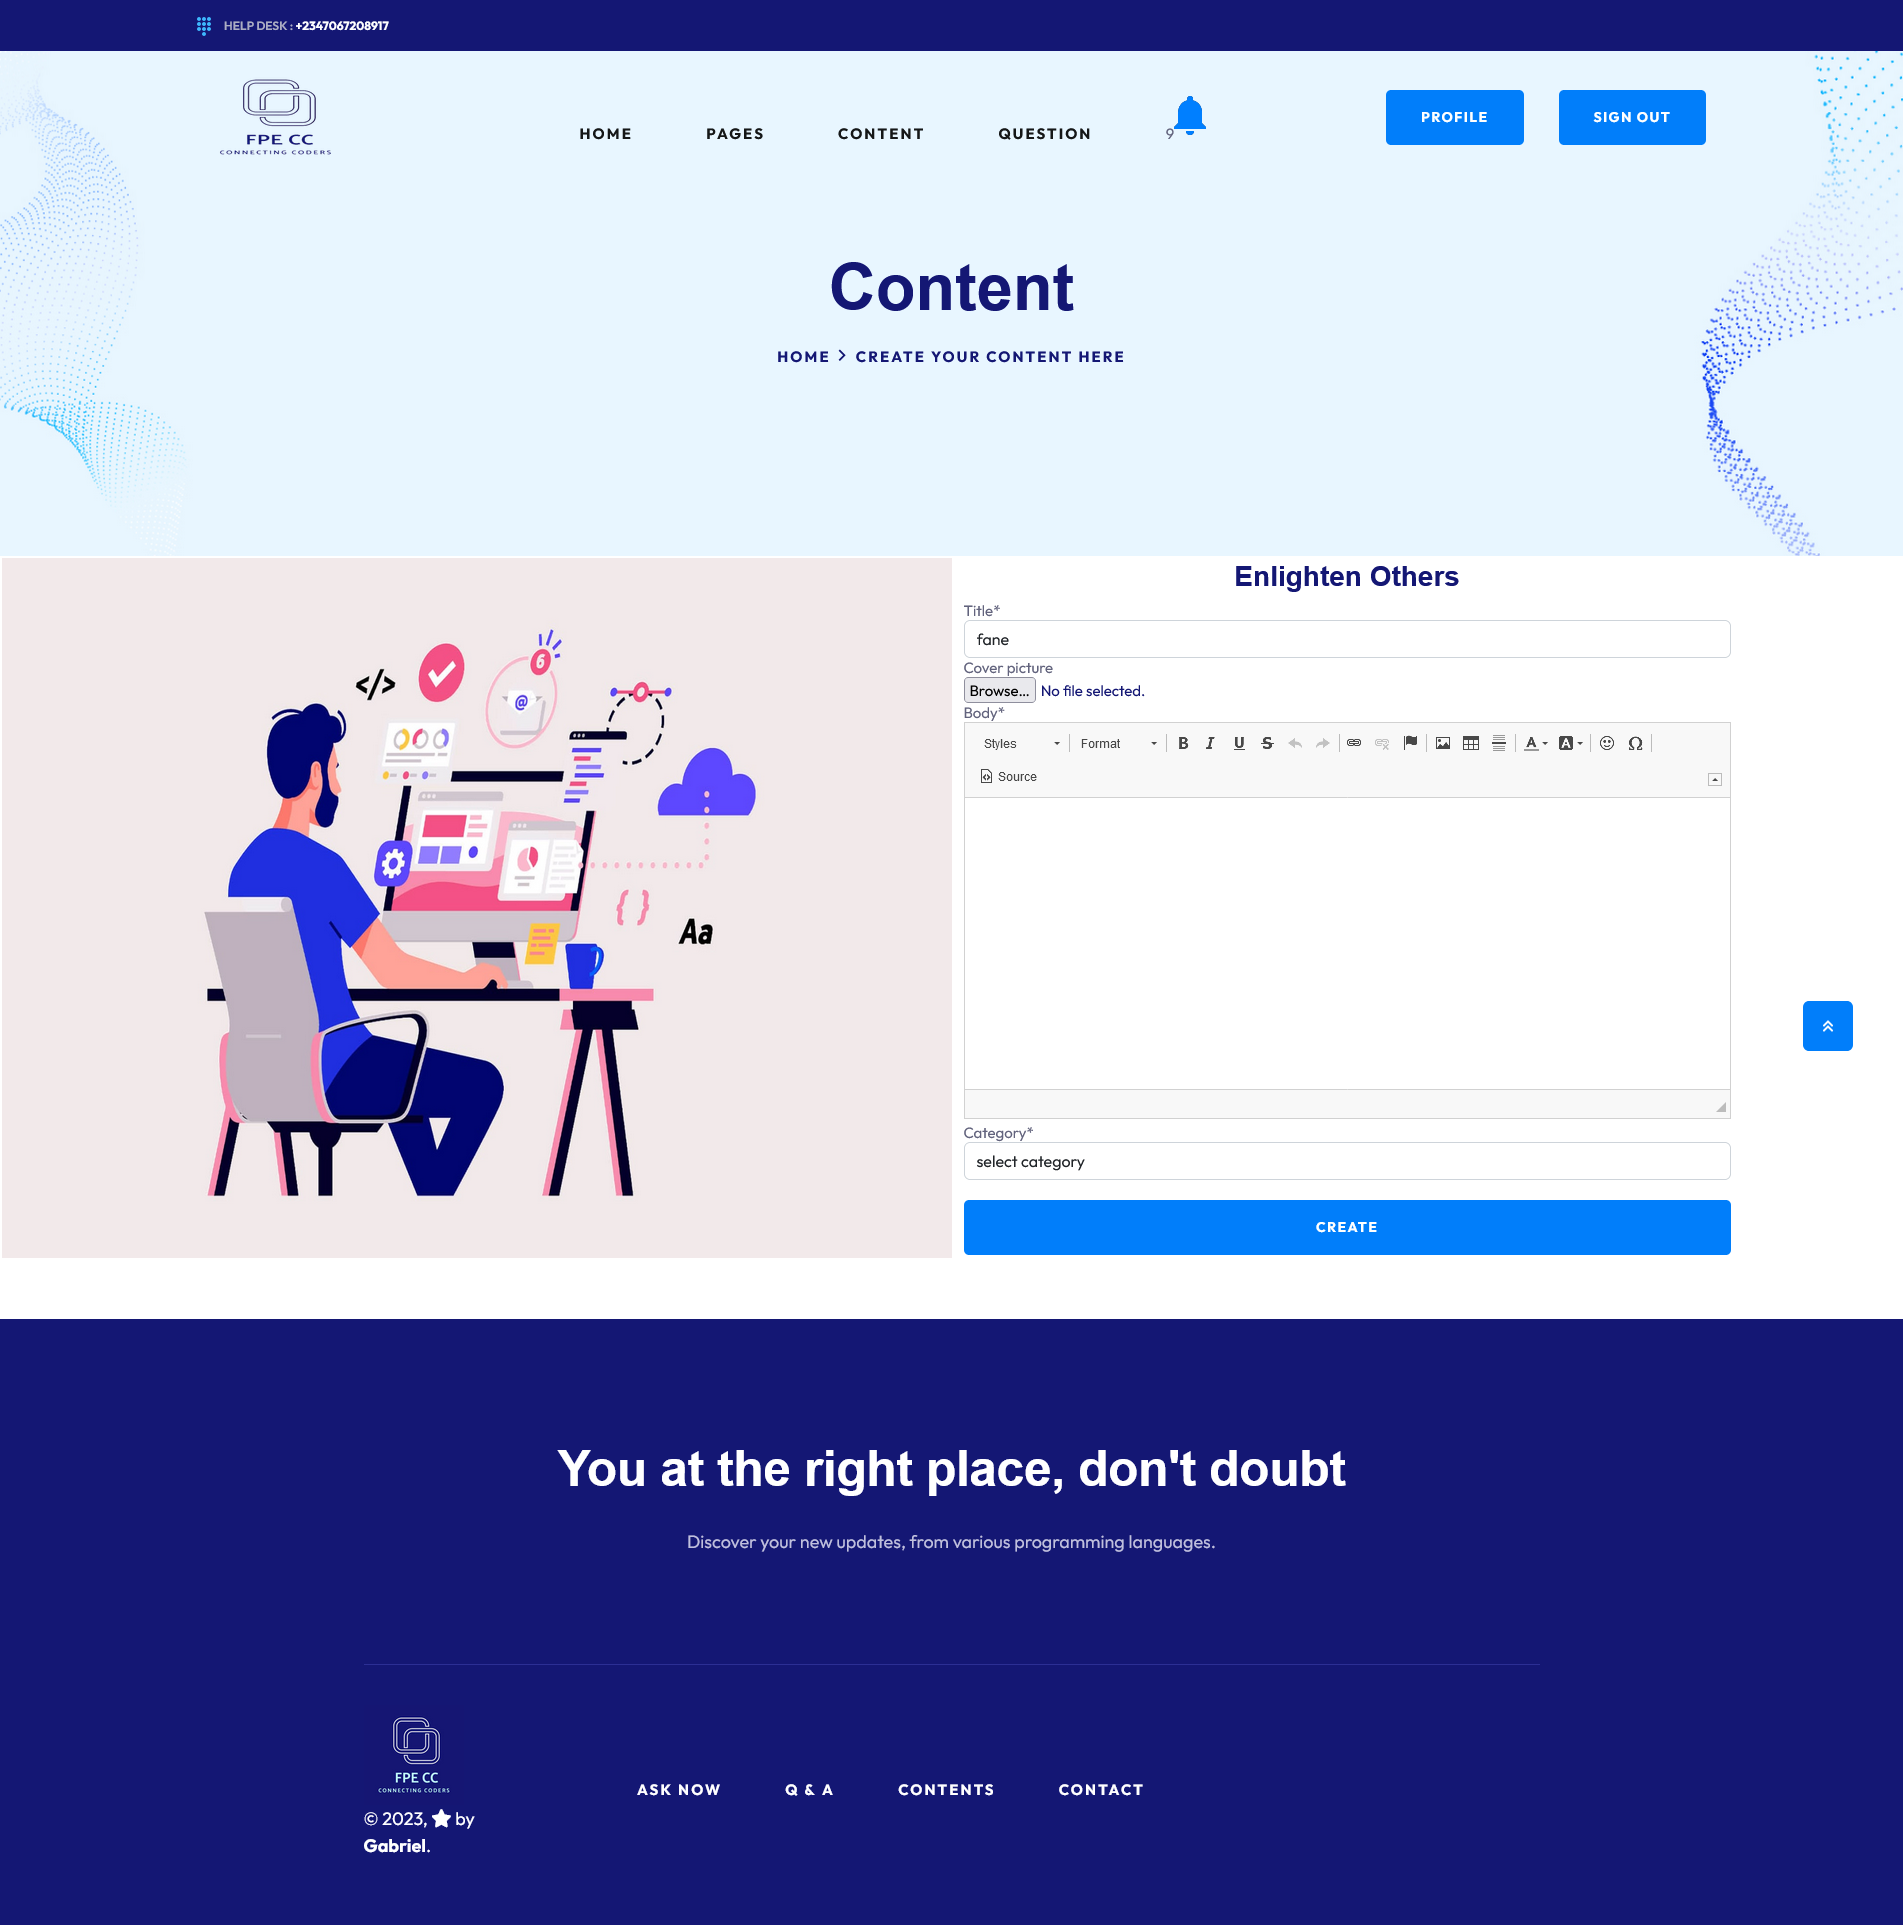 HELP DESK : +2347067208917
FPE CC
CONNECTING CODERS
HOME
PAGES
CONTENT
QUESTION
9
PROFILE
SIGN OUT
Content
HOME > CREATE YOUR CONTENT HERE
</>
6
@
{ }
Aa
Enlighten Others
Title*
fane
Cover picture
Browse... No file selected.
Body*
Styles
Format
B I U S
A A
Ω
Source
Category*
select category
CREATE
You at the right place, don't doubt
Discover your new updates, from various programming languages.
FPE CC
CONNECTING CODERS
ASK NOW
Q & A
CONTENTS
CONTACT
© 2023, ★ by
Gabriel.